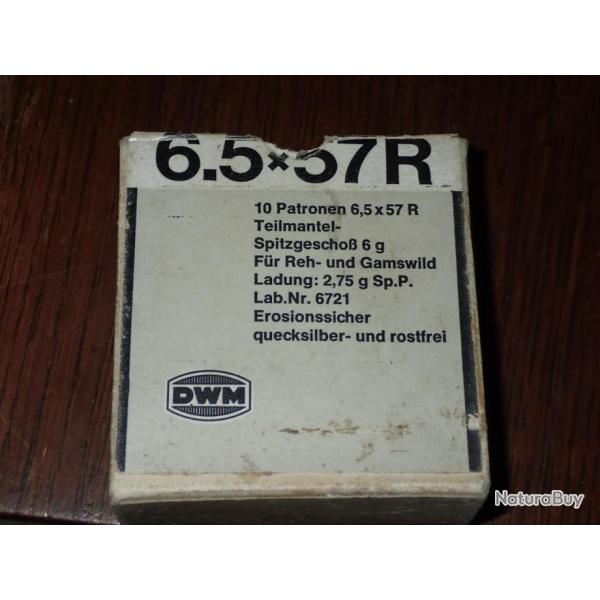 6.5×57R
10 Patronen 6,5 x 57 R
Teilmantel-
Spitzgeschoß 6 g
Für Reh- und Gamswild
Ladung: 2,75 g Sp.P.
Lab.Nr. 6721
Erosionssicher
quecksilber- und rostfrei
DWM
NaturaBuy